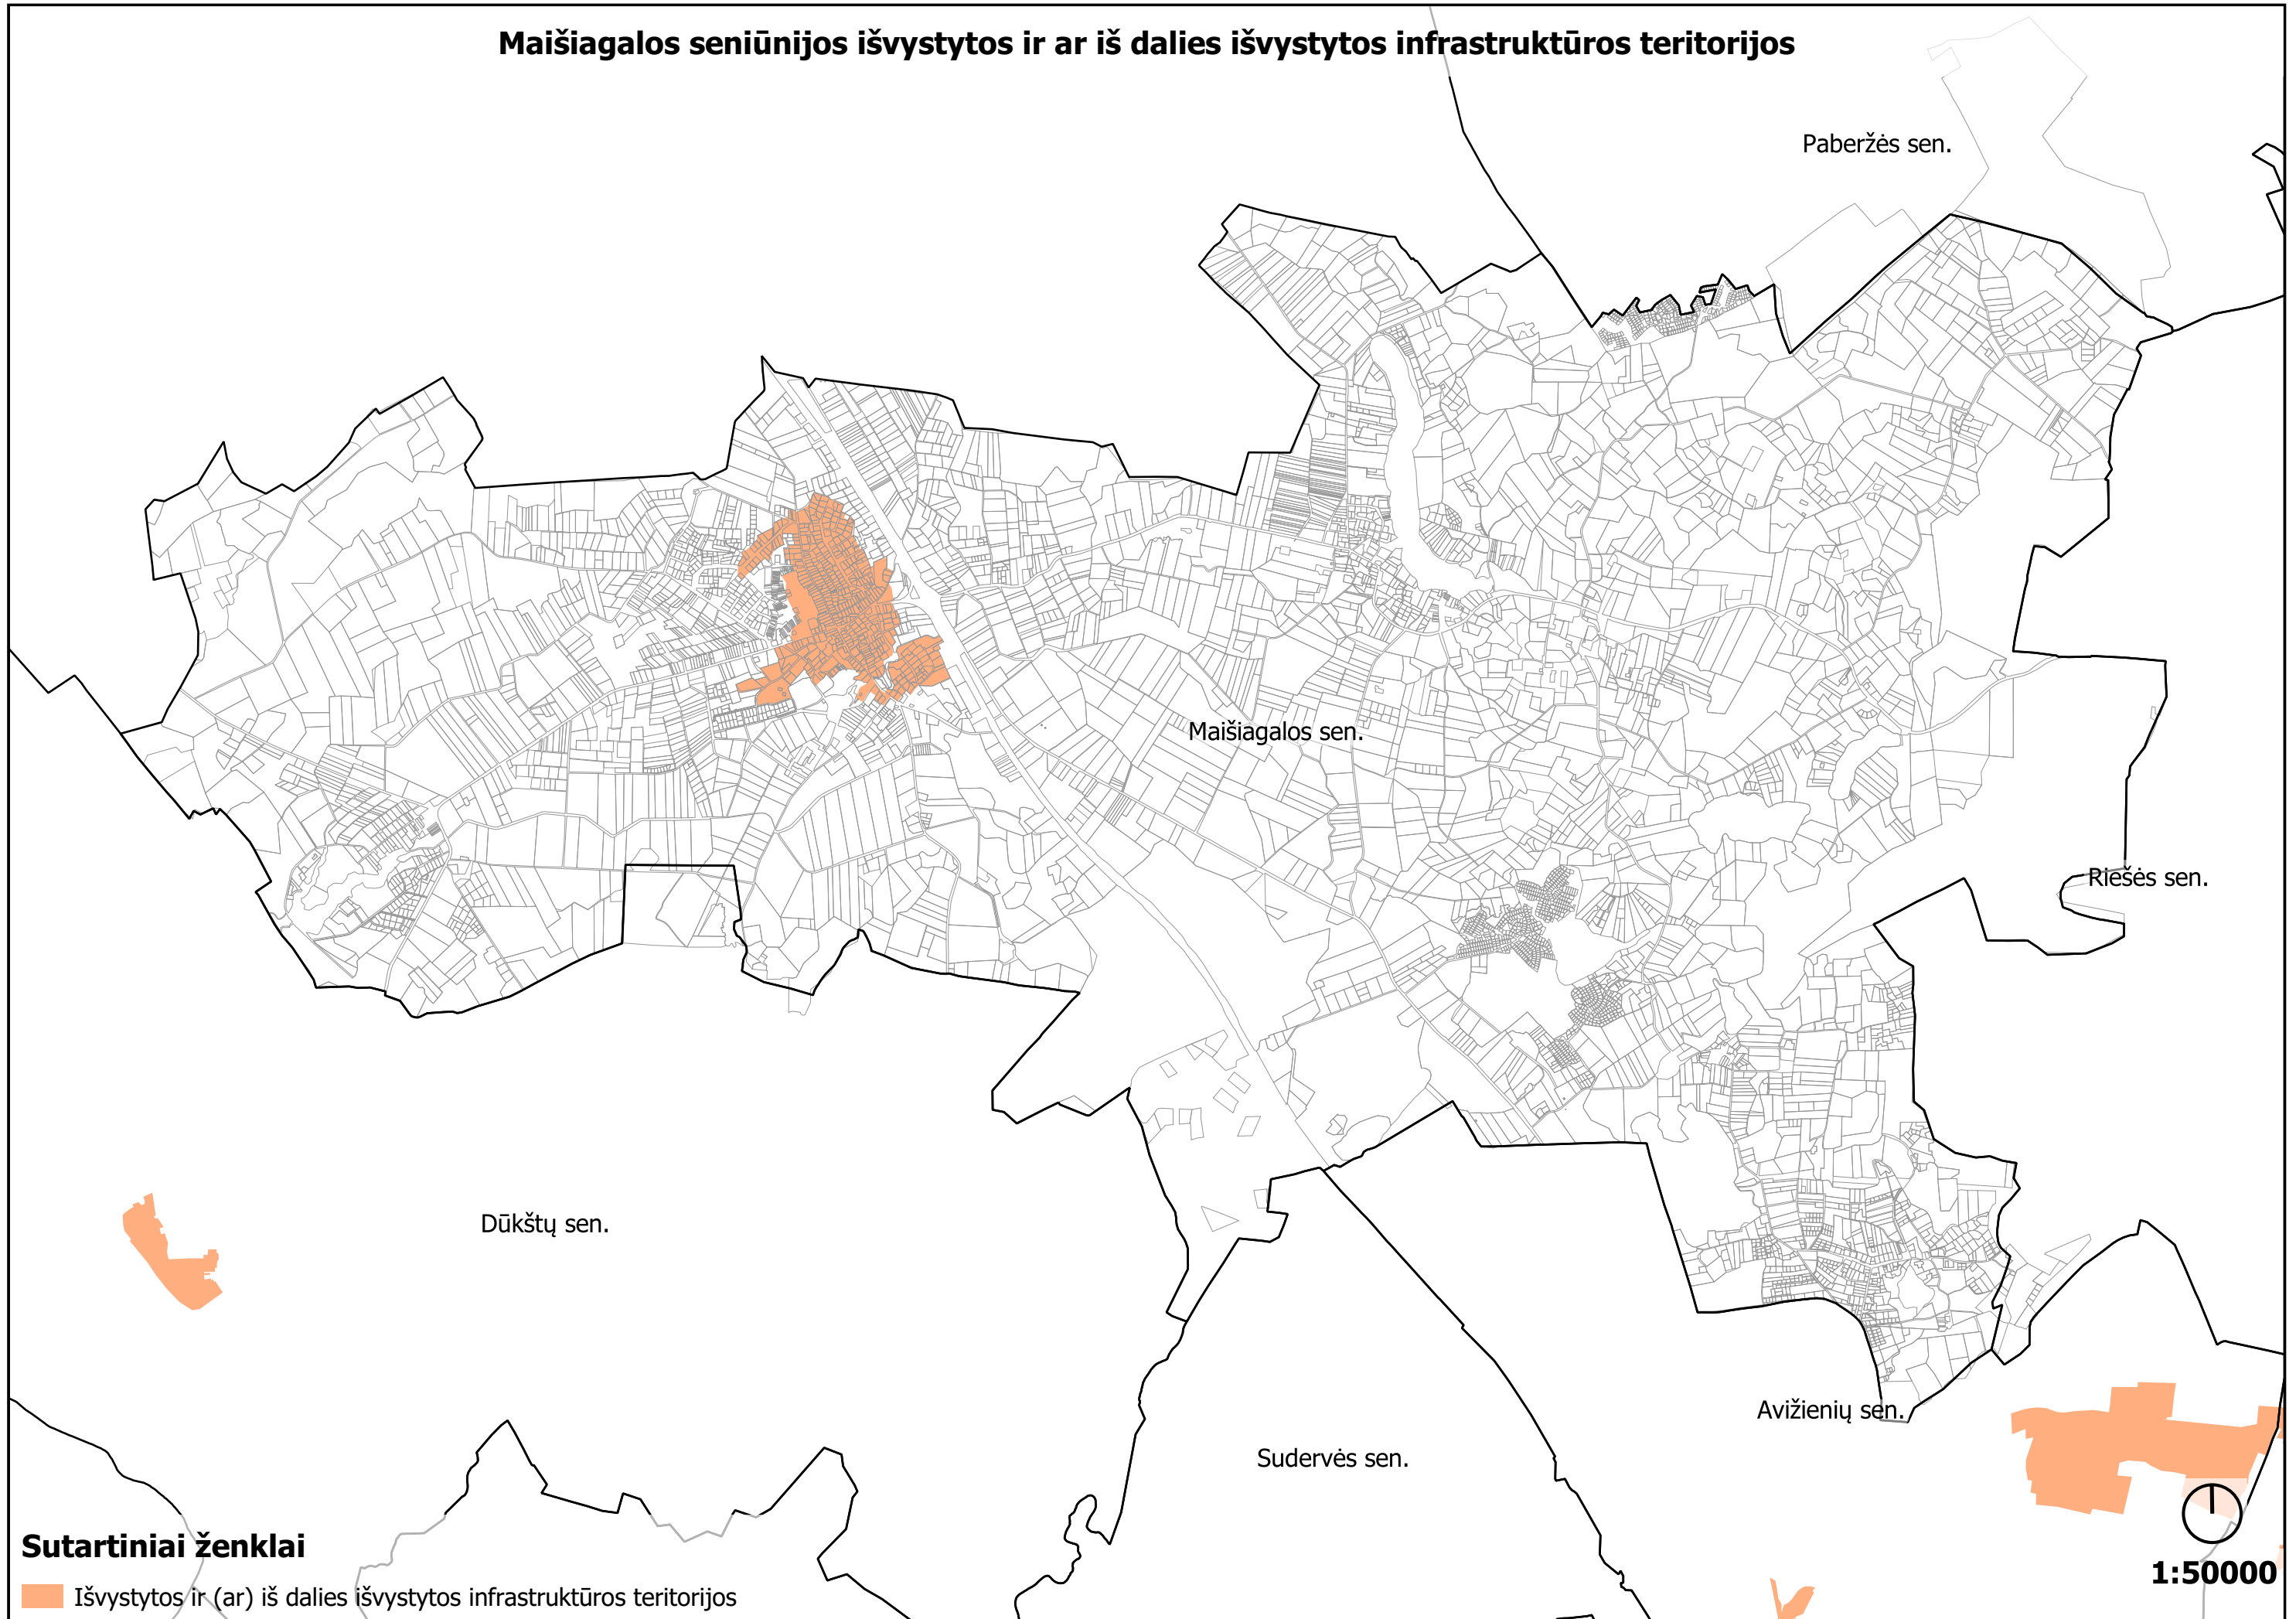 Maišiagalos seniūnijos išvystytos ir ar iš dalies išvystytos infrastruktūros teritorijos
Paberžės sen.
Maišiagalos sen.
Riešės sen.
Dūkštų sen.
Avižienių sen.
Sudervės sen.
Sutartiniai ženklai
Išvystytos ir (ar) iš dalies išvystytos infrastruktūros teritorijos
1:50000